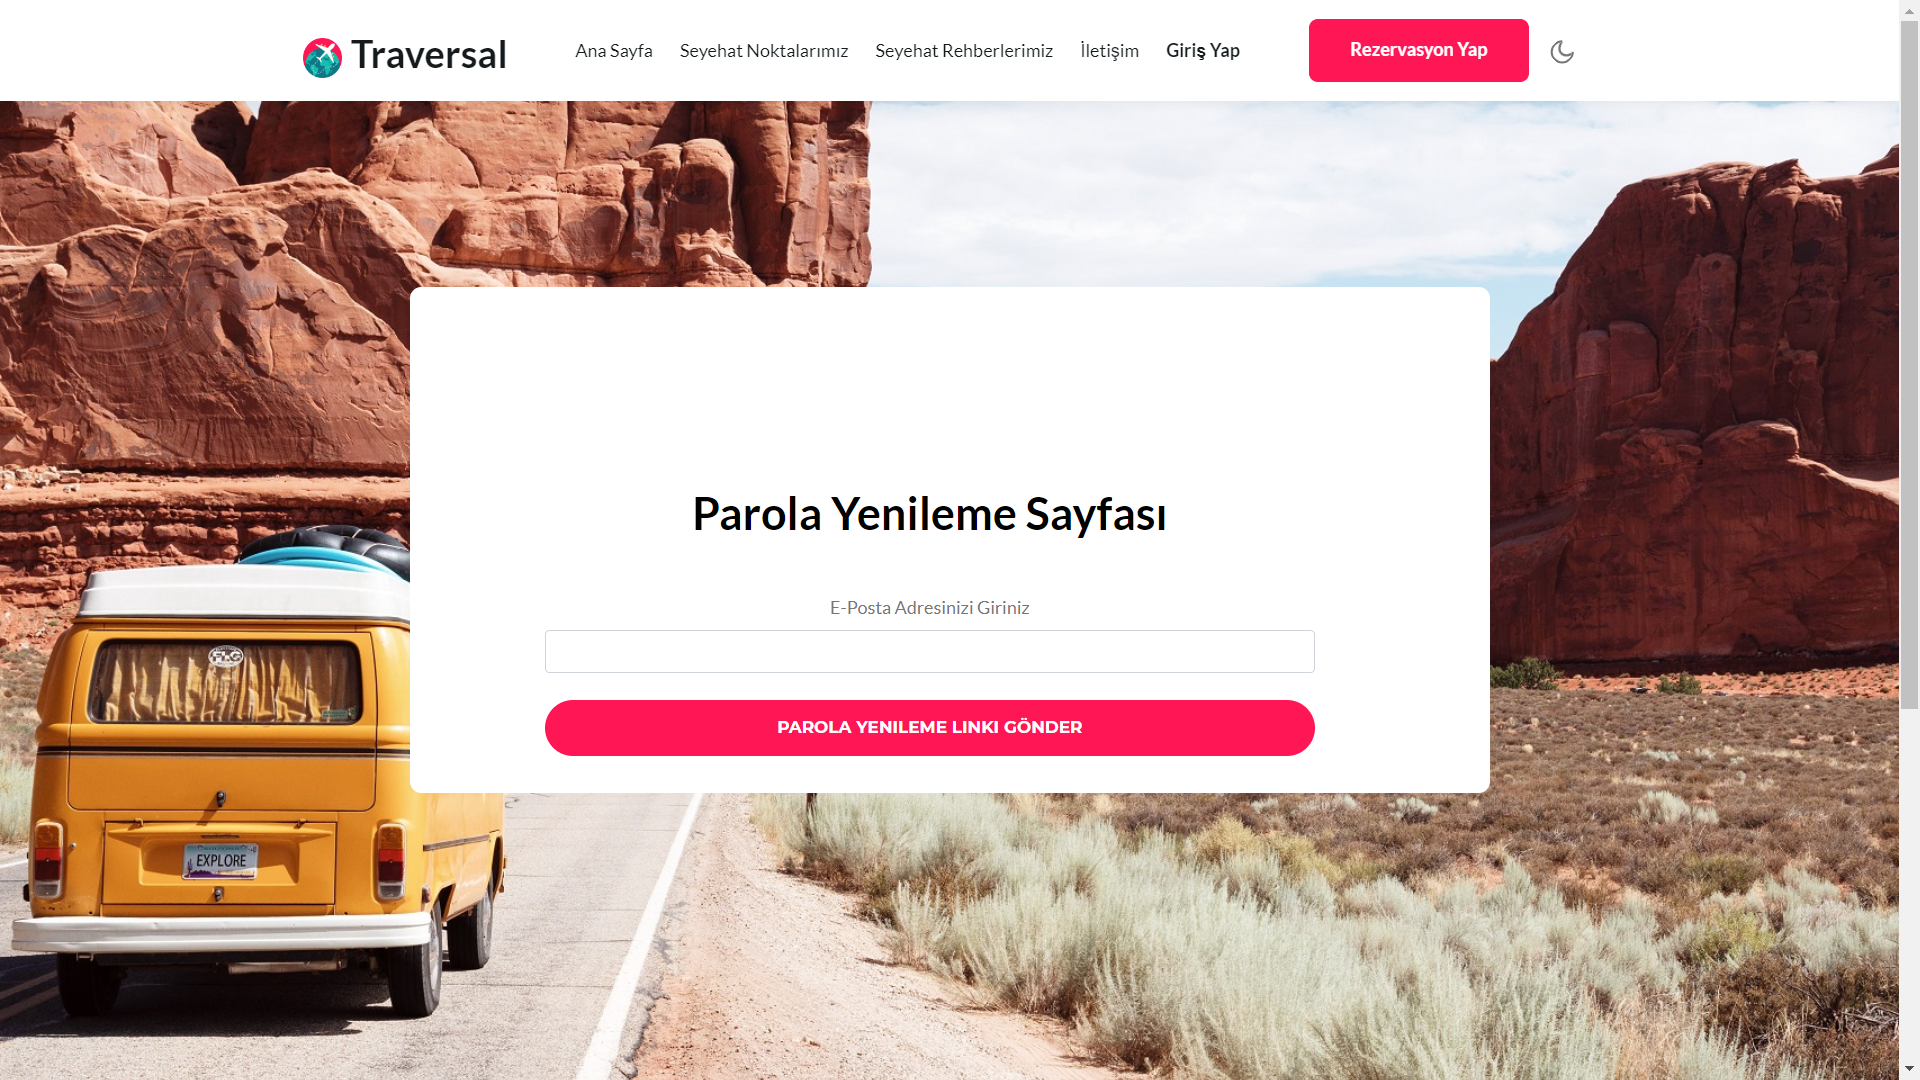 Traversal
Ana Sayfa
Seyehat Noktalarımız
Seyehat Rehberlerimiz
İletişim
Giriş Yap
Rezervasyon Yap
Parola Yenileme Sayfası
E-Posta Adresinizi Giriniz
PAROLA YENILEME LINKI GÖNDER
FLG
EXPLORE